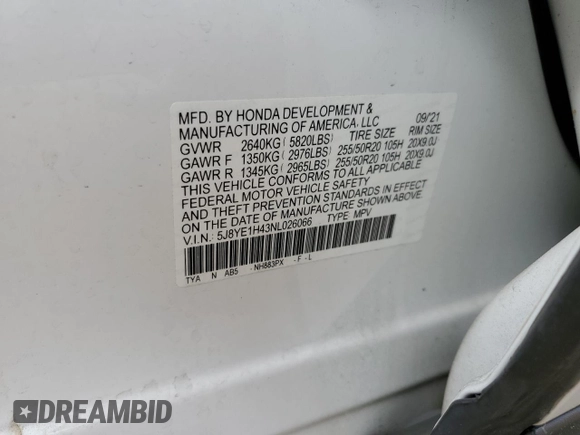 MFD. BY HONDA DEVELOPMENT &
MANUFACTURING OF AMERICA, LLC 09/21
GVWR 2640KG (5820LBS) TIRE SIZE RIM SIZE
GAWR F 1350KG (2976LBS) 255/50R20 105H 20X9.0J
GAWR R 1345KG (2965LBS) 255/50R20 105H 20X9.0J
THIS VEHICLE CONFORMS TO ALL APPLICABLE
FEDERAL MOTOR VEHICLE SAFETY
AND THEFT PREVENTION STANDARDS IN EFFECT
ON THE DATE OF MANUFACTURE SHOWN ABOVE.
V.I.N.: 5J8YE1H43NL026066 TYPE MPV
TYA N AB5 - NH883PX - F - L
DREAMBID